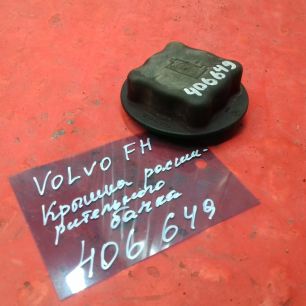 406649
VOLVO FH
Крышка расши-
рительного
бачка
406 649